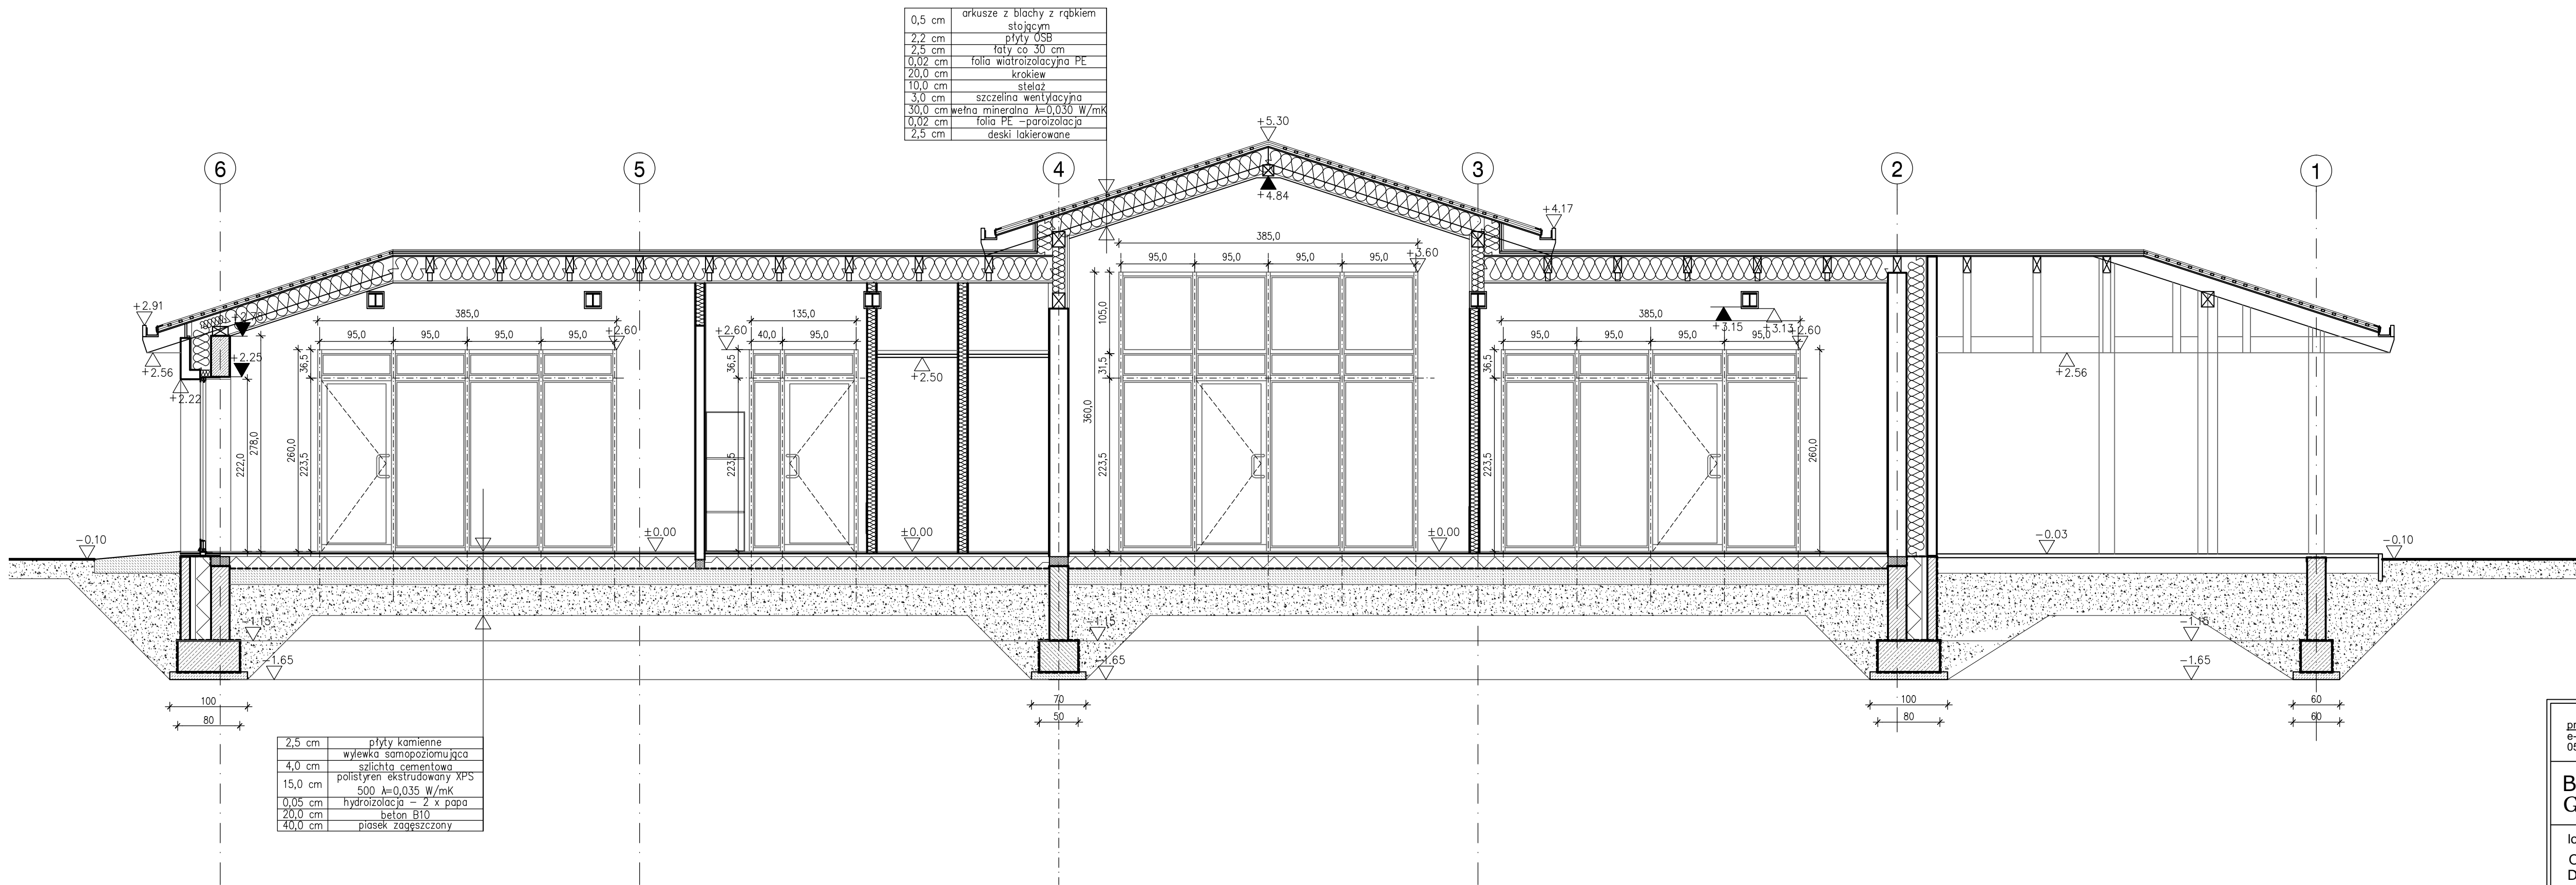 0,5 cm arkusze z blachy z rąbkiem
stojącym
2,2 cm płyty OSB
2,5 cm łaty co 30 cm
0,02 cm folia wiatroizolacyjna PE
20,0 cm krokiew
10,0 cm stelaż
3,0 cm szczelina wentylacyjna
30,0 cm wełna mineralna λ=0,030 W/mK
0,02 cm folia PE -paroizolacja
2,5 cm deski lakierowane
+5.30
6 5 4 3 2 1
+4.84
+4.17
385,0
95,0 95,0 95,0 95,0 +3.60
+2.91
385,0 135,0 105,0 +3.15 +3.13 385,0
95,0 95,0 95,0 95,0 +2.60 +2.60 40,0 95,0 95,0 95,0 95,0 95,0 +2.60
+2.25
+2.56 36,5 36,5 +2.50 31,5 36,5 +2.56
+2.22
222,0 278,0 260,0 223,5 223,5 360,0 223,5 223,5 260,0
-0.10 ±0.00 ±0.00 ±0.00 -0.03 -0.10
-1.15 -1.15 -1.15
-1.65 -1.65 -1.65
100 70 100 60
80 50 80 60
2,5 cm płyty kamienne
wylewka samopoziomująca
4,0 cm szlichta cementowa
15,0 cm polistyren ekstrudowany XPS
500 λ=0,035 W/mK
0,05 cm hydroizolacja - 2 x papa
20,0 cm beton B10
40,0 cm piasek zagęszczony
pr
e-
05
B
G
D